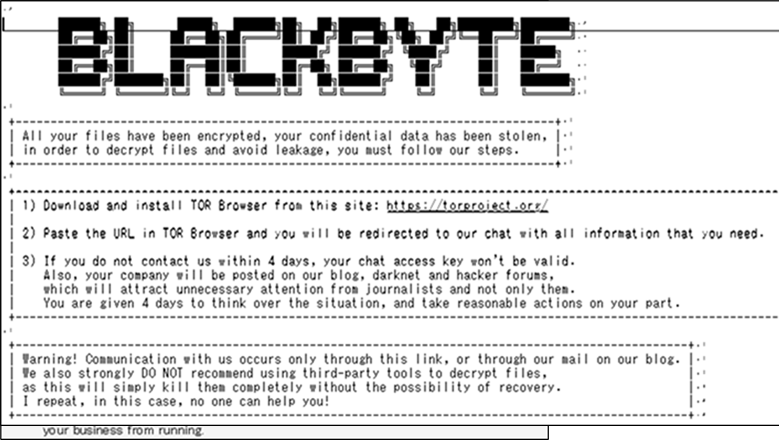 BLACKBYTE
All your files have been encrypted, your confidential data has been stolen,
in order to decrypt files and avoid leakage, you must follow our steps.
1) Download and install TOR Browser from this site: https://torproject.org/
2) Paste the URL in TOR Browser and you will be redirected to our chat with all information that you need.
3) If you do not contact us within 4 days, your chat access key won't be valid.
Also, your company will be posted on our blog, darknet and hacker forums,
which will attract unnecessary attention from journalists and not only them.
You are given 4 days to think over the situation, and take reasonable actions on your part.
Warning! Communication with us occurs only through this link, or through our mail on our blog.
We also strongly DO NOT recommend using third-party tools to decrypt files,
as this will simply kill them completely without the possibility of recovery.
I repeat, in this case, no one can help you!
your business from running.